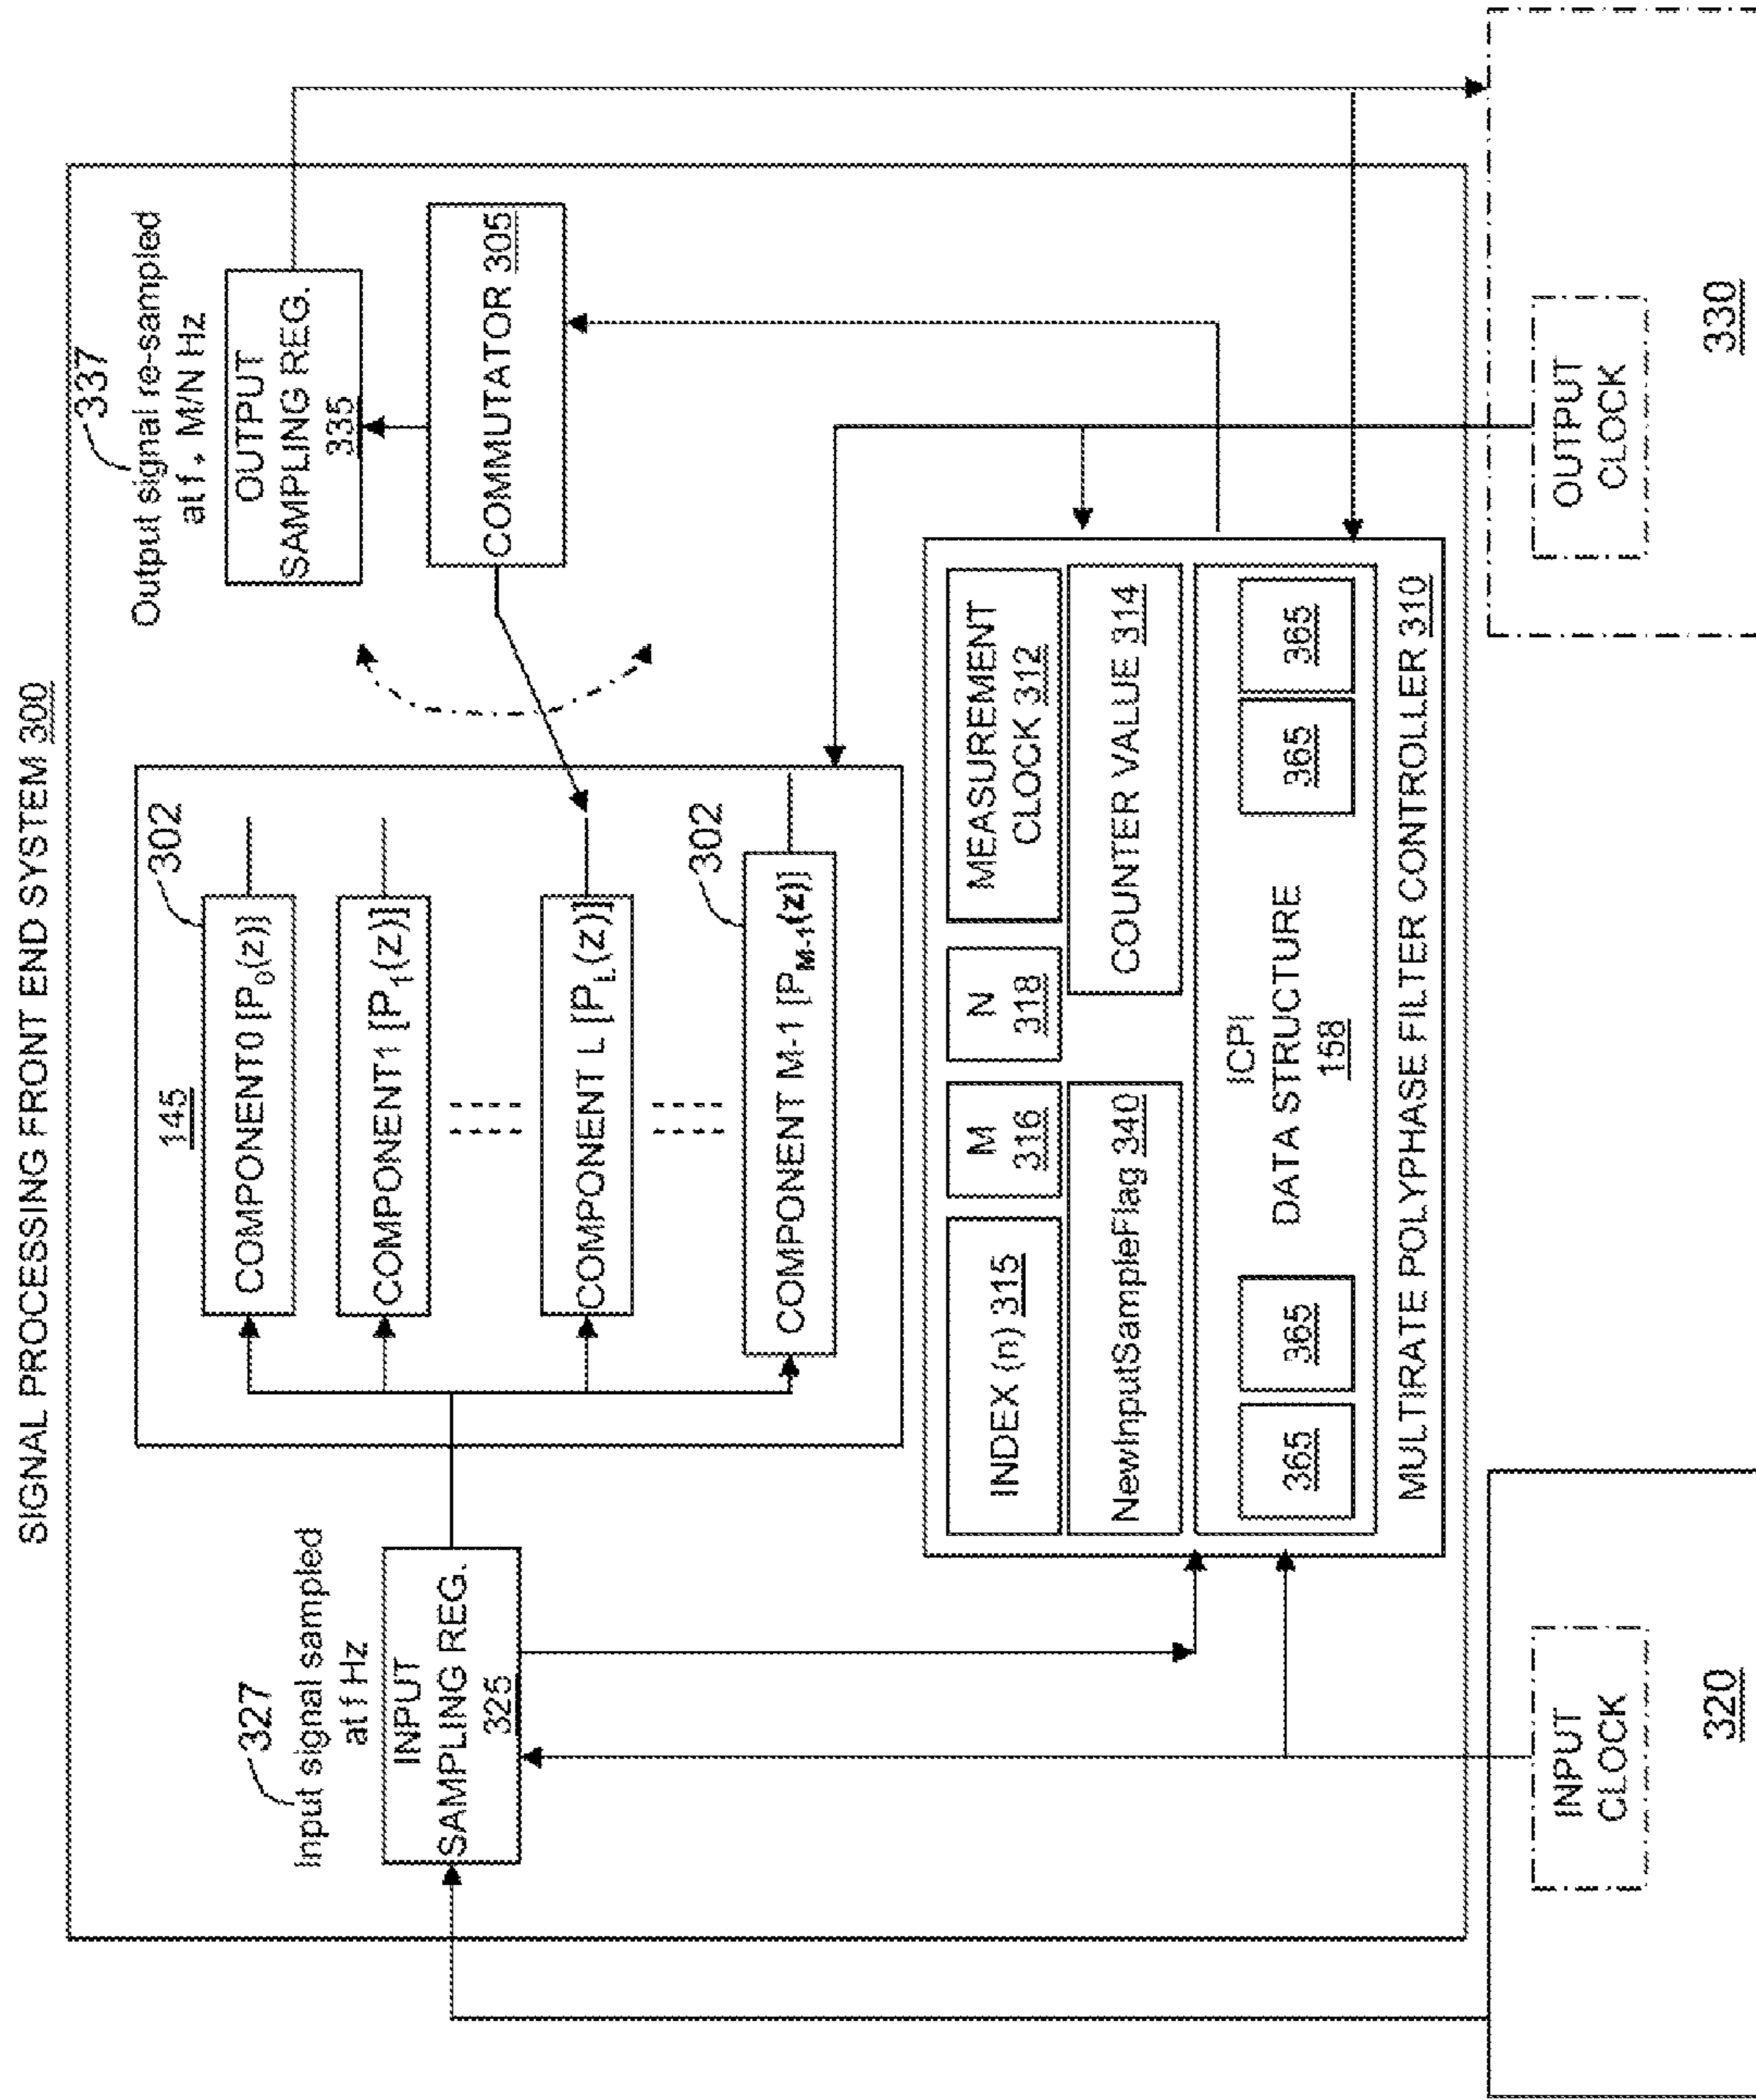 SIGNAL PROCESSING FRONT END SYSTEM 300
327
Input signal sampled
at f Hz
INPUT
SAMPLING REG.
325
145
302
COMPONENT0 [P0(z)]
COMPONENT1 [P1(z)]
COMPONENT L [PL(z)]
302
COMPONENT M-1 [PM-1(z)]
337
Output signal re-sampled
at f * M/N Hz
OUTPUT
SAMPLING REG.
335
COMMUTATOR 305
INDEX (n) 315
M
316
N
318
MEASUREMENT
CLOCK 312
NewInputSampleFlag 340
COUNTER VALUE 314
365
365
ICPI
DATA STRUCTURE
158
365
365
MULTIRATE POLYPHASE FILTER CONTROLLER 310
INPUT
CLOCK
320
OUTPUT
CLOCK
330